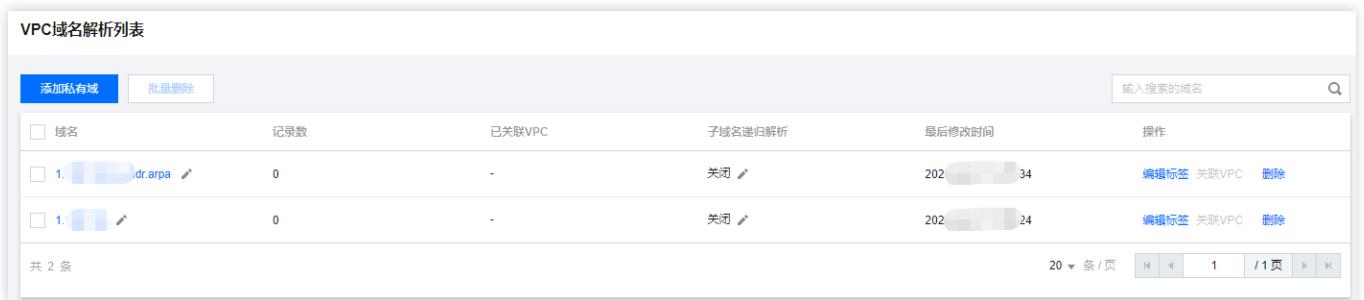 VPC域名解析列表
添加私有域 批量删除 输入搜索的域名
域名 记录数 已关联VPC 子域名递归解析 最后修改时间 操作
1. dr.arpa 0 - 关闭 202 34 编辑标签 关联VPC 删除
1. 0 - 关闭 202 24 编辑标签 关联VPC 删除
共 2 条 20 条 / 页 1 / 1 页